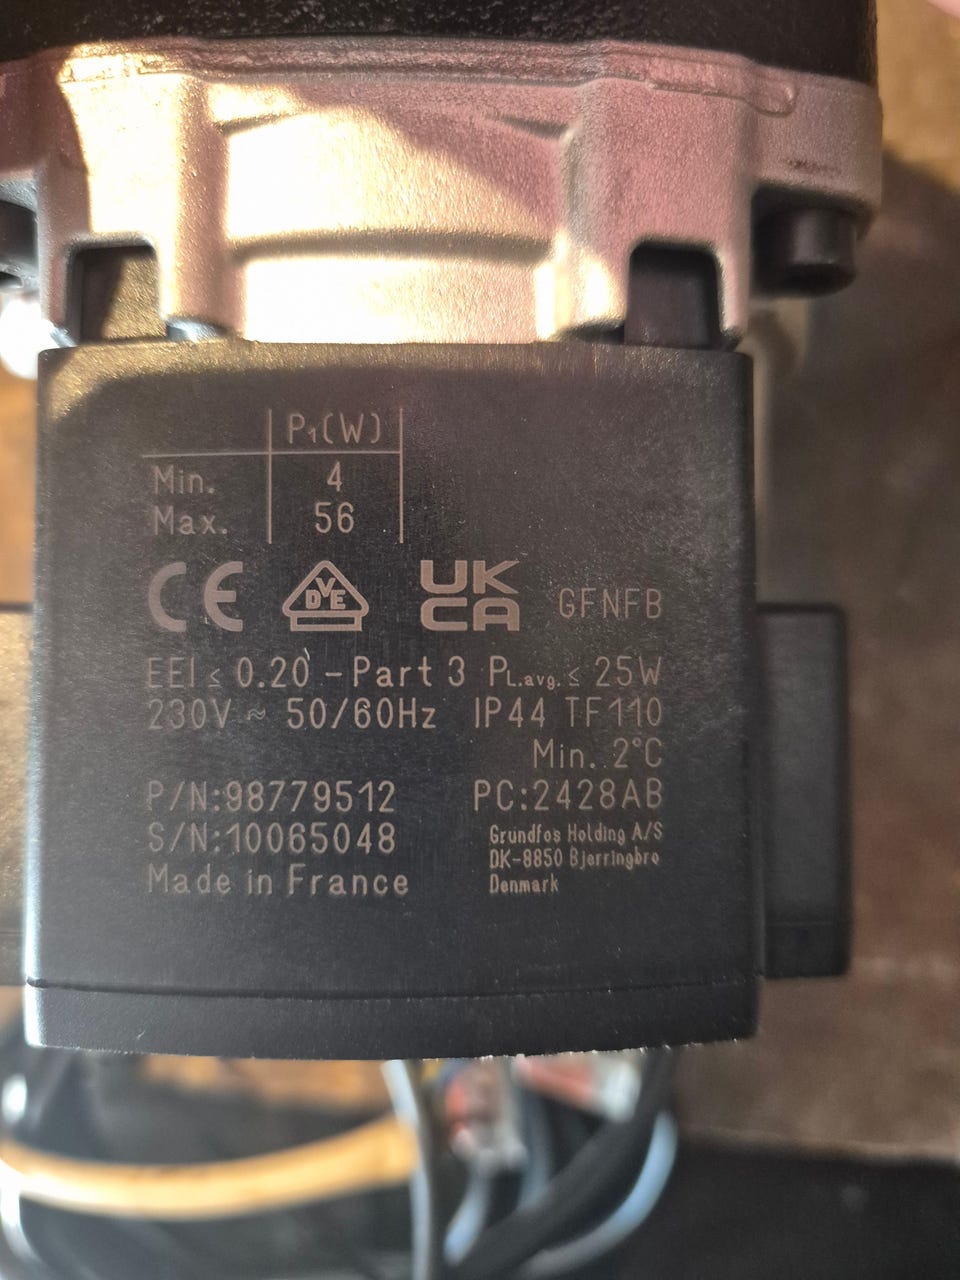 P₁(W)
Min. 4
Max. 56
CE VDE UK CA GFNFB
EEI ≤ 0.20 -Part 3 PL.avg. ≤ 25W
230V ~ 50/60Hz IP44 TF110
Min. 2°C
P/N:98779512 PC:2428AB
S/N:10065048 Grundfos Holding A/S
DK-8850 Bjerringbro
Made in France Denmark